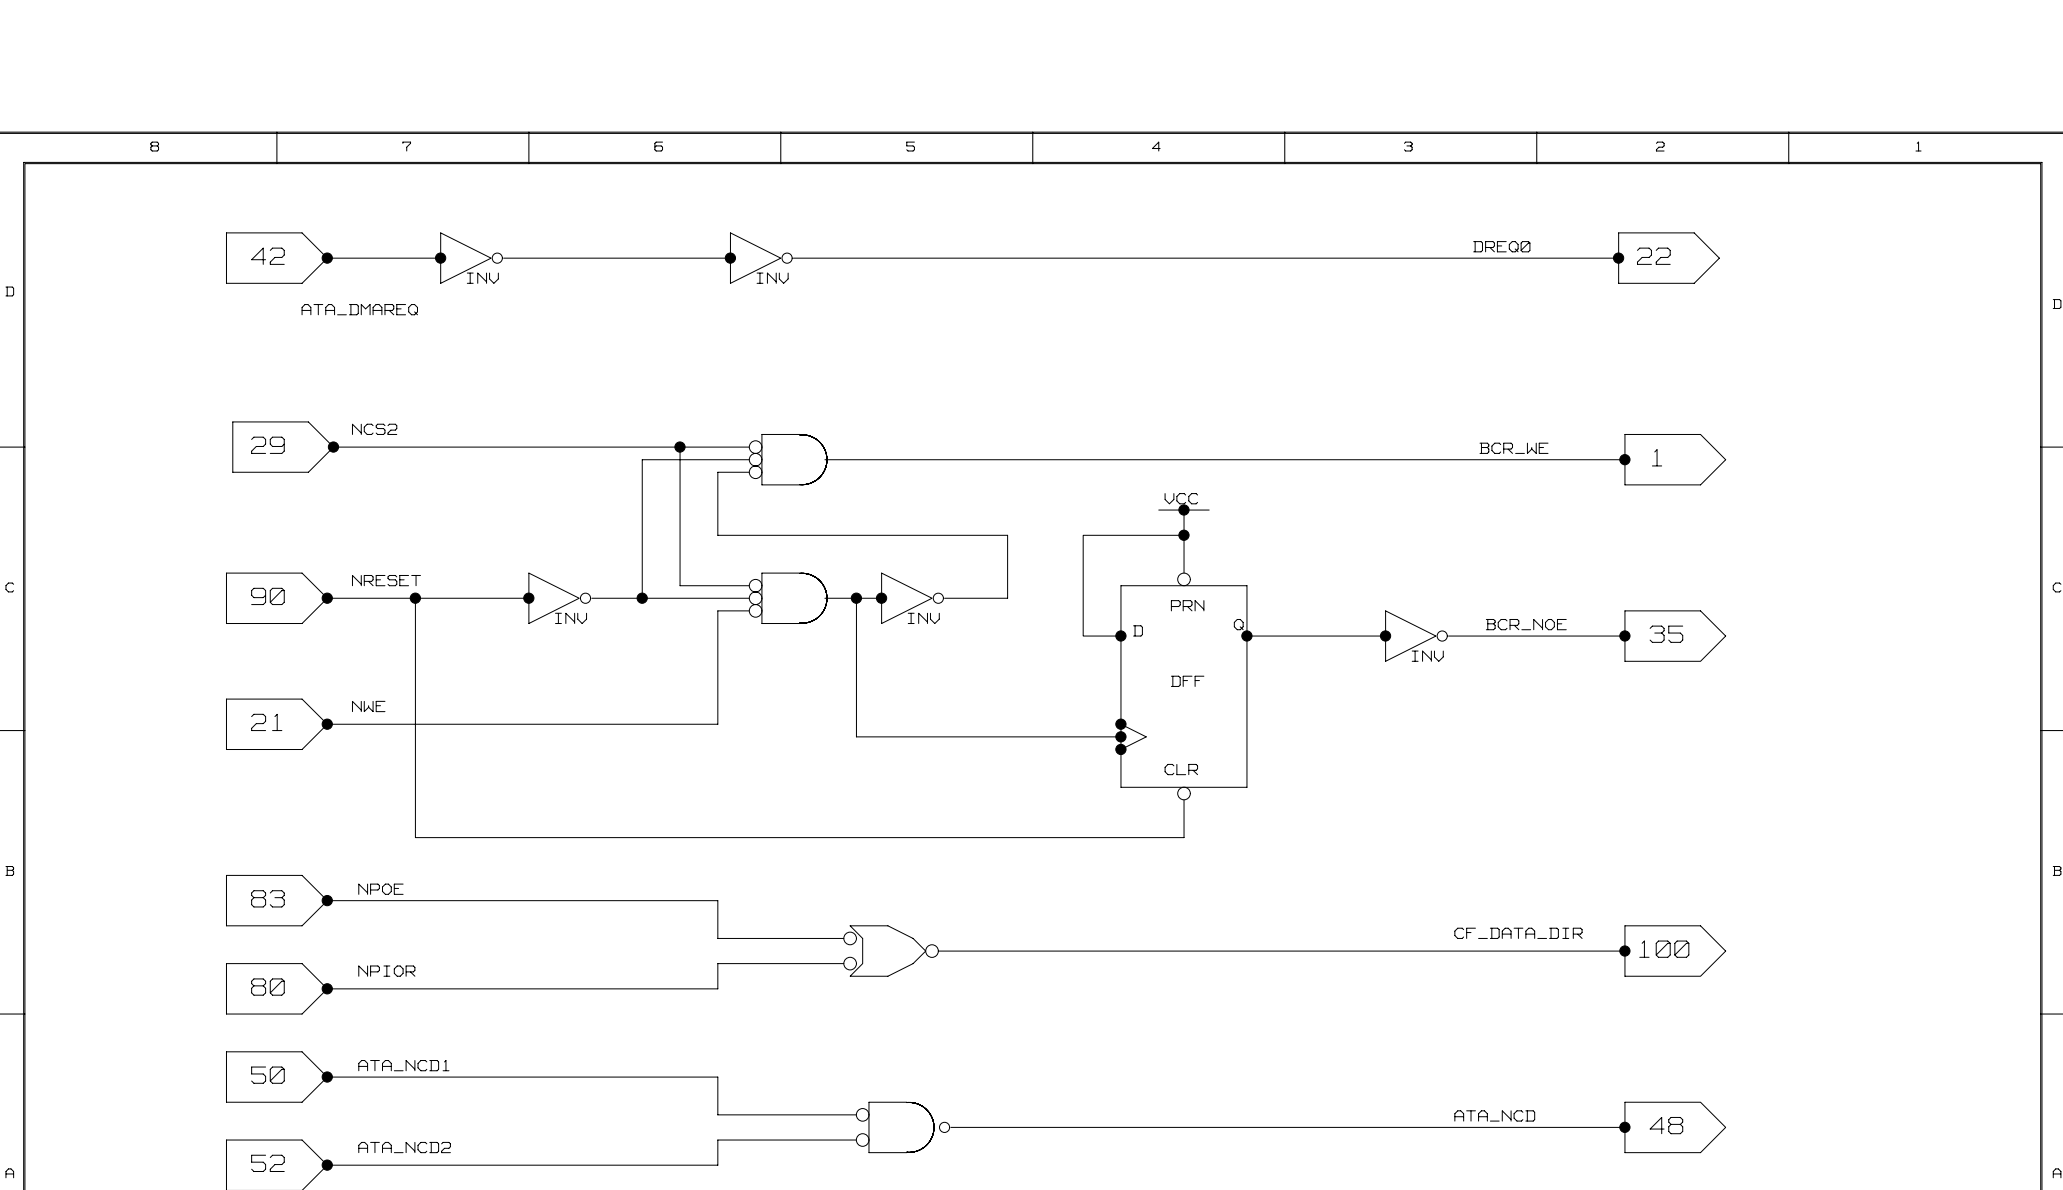 8 7 6 5 4 3 2 1
42 INV INV DREQ0 22
D D
ATA_DMAREQ
29 NCS2 BCR_WE 1
VCC
90 NRESET INV INV PRN
C C
D Q INV BCR_NOE 35
DFF
21 NWE
CLR
B B
83 NPOE
CF_DATA_DIR 100
80 NPIOR
50 ATA_NCD1
ATA_NCD 48
52 ATA_NCD2
A A